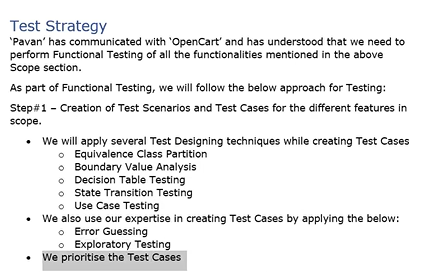 Test Strategy
‘Pavan’ has communicated with ‘OpenCart’ and has understood that we need to
perform Functional Testing of all the functionalities mentioned in the above
Scope section.
As part of Functional Testing, we will follow the below approach for Testing:
Step#1 – Creation of Test Scenarios and Test Cases for the different features in
scope.
• We will apply several Test Designing techniques while creating Test Cases
o Equivalence Class Partition
o Boundary Value Analysis
o Decision Table Testing
o State Transition Testing
o Use Case Testing
• We also use our expertise in creating Test Cases by applying the below:
o Error Guessing
o Exploratory Testing
• We prioritise the Test Cases